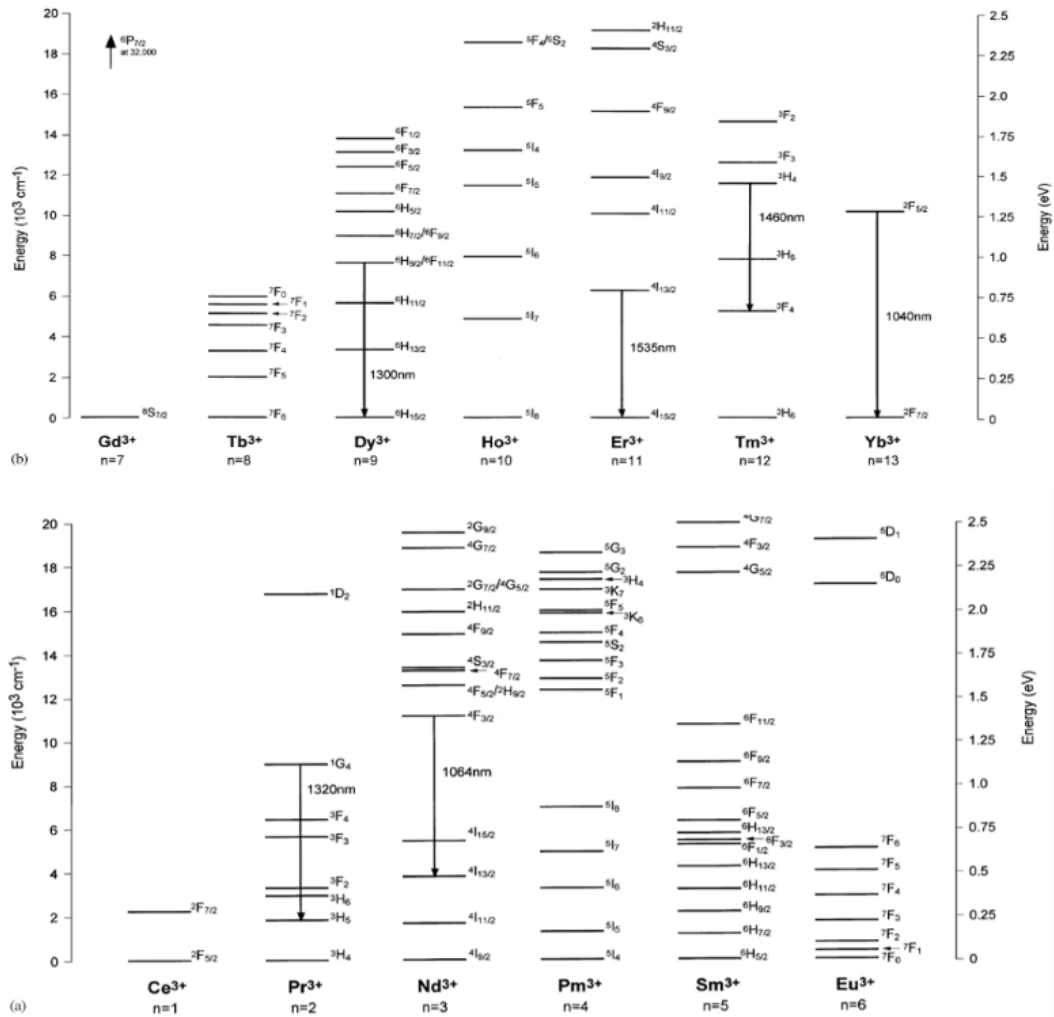 20
18
16
14
12
10
8
6
4
2
0
Energy (10³ cm⁻¹)
⁶P₇/₂
at 32,000
⁸S₇/₂
Gd³⁺
n=7
⁷F₀
⁷F₁
⁷F₂
⁷F₃
⁷F₄
⁷F₅
⁷F₆
Tb³⁺
n=8
⁶F₁/₂
⁶F₃/₂
⁶F₅/₂
⁶F₇/₂
⁶H₅/₂
⁶H₇/₂/⁶F₉/₂
⁶H₉/₂/⁶F₁₁/₂
⁶H₁₁/₂
⁶H₁₃/₂
1300nm
⁶H₁₅/₂
Dy³⁺
n=9
⁵F₄/⁵S₂
⁵F₅
⁵I₄
⁵I₅
⁵I₆
⁵I₇
⁵I₈
Ho³⁺
n=10
²H₁₁/₂
⁴S₃/₂
⁴F₉/₂
⁴I₉/₂
⁴I₁₁/₂
⁴I₁₃/₂
1535nm
⁴I₁₅/₂
Er³⁺
n=11
³F₂
³F₃
³H₄
1460nm
³H₅
³F₄
³H₆
Tm³⁺
n=12
²F₅/₂
1040nm
²F₇/₂
Yb³⁺
n=13
2.5
2.25
2.0
1.75
1.5
1.25
1.0
0.75
0.5
0.25
0
Energy (eV)
(b)
20
18
16
14
12
10
8
6
4
2
0
Energy (10³ cm⁻¹)
²F₇/₂
²F₅/₂
Ce³⁺
n=1
¹D₂
¹G₄
1320nm
³F₄
³F₃
³F₂
³H₆
³H₅
³H₄
Pr³⁺
n=2
²G₉/₂
⁴G₇/₂
²G₇/₂/⁴G₅/₂
²H₁₁/₂
⁴F₉/₂
⁴S₃/₂
⁴F₇/₂
⁴F₅/₂/²H₉/₂
⁴F₃/₂
1064nm
⁴I₁₅/₂
⁴I₁₃/₂
⁴I₁₁/₂
⁴I₉/₂
Nd³⁺
n=3
⁵G₃
⁵G₂
³H₄
³K₇
⁵F₅
³K₆
⁵F₄
⁵S₂
⁵F₃
⁵F₂
⁵F₁
⁵I₈
⁵I₇
⁵I₆
⁵I₅
⁵I₄
Pm³⁺
n=4
⁴G₇/₂
⁴F₃/₂
⁴G₅/₂
⁶F₁₁/₂
⁶F₉/₂
⁶F₇/₂
⁶F₅/₂
⁶H₁₃/₂
⁶F₃/₂
⁶F₁/₂
⁶H₁₃/₂
⁶H₁₁/₂
⁶H₉/₂
⁶H₇/₂
⁶H₅/₂
Sm³⁺
n=5
⁵D₁
⁵D₀
⁷F₆
⁷F₅
⁷F₄
⁷F₃
⁷F₂
⁷F₁
⁷F₀
Eu³⁺
n=6
2.5
2.25
2.0
1.75
1.5
1.25
1.0
0.75
0.5
0.25
0
Energy (eV)
(a)